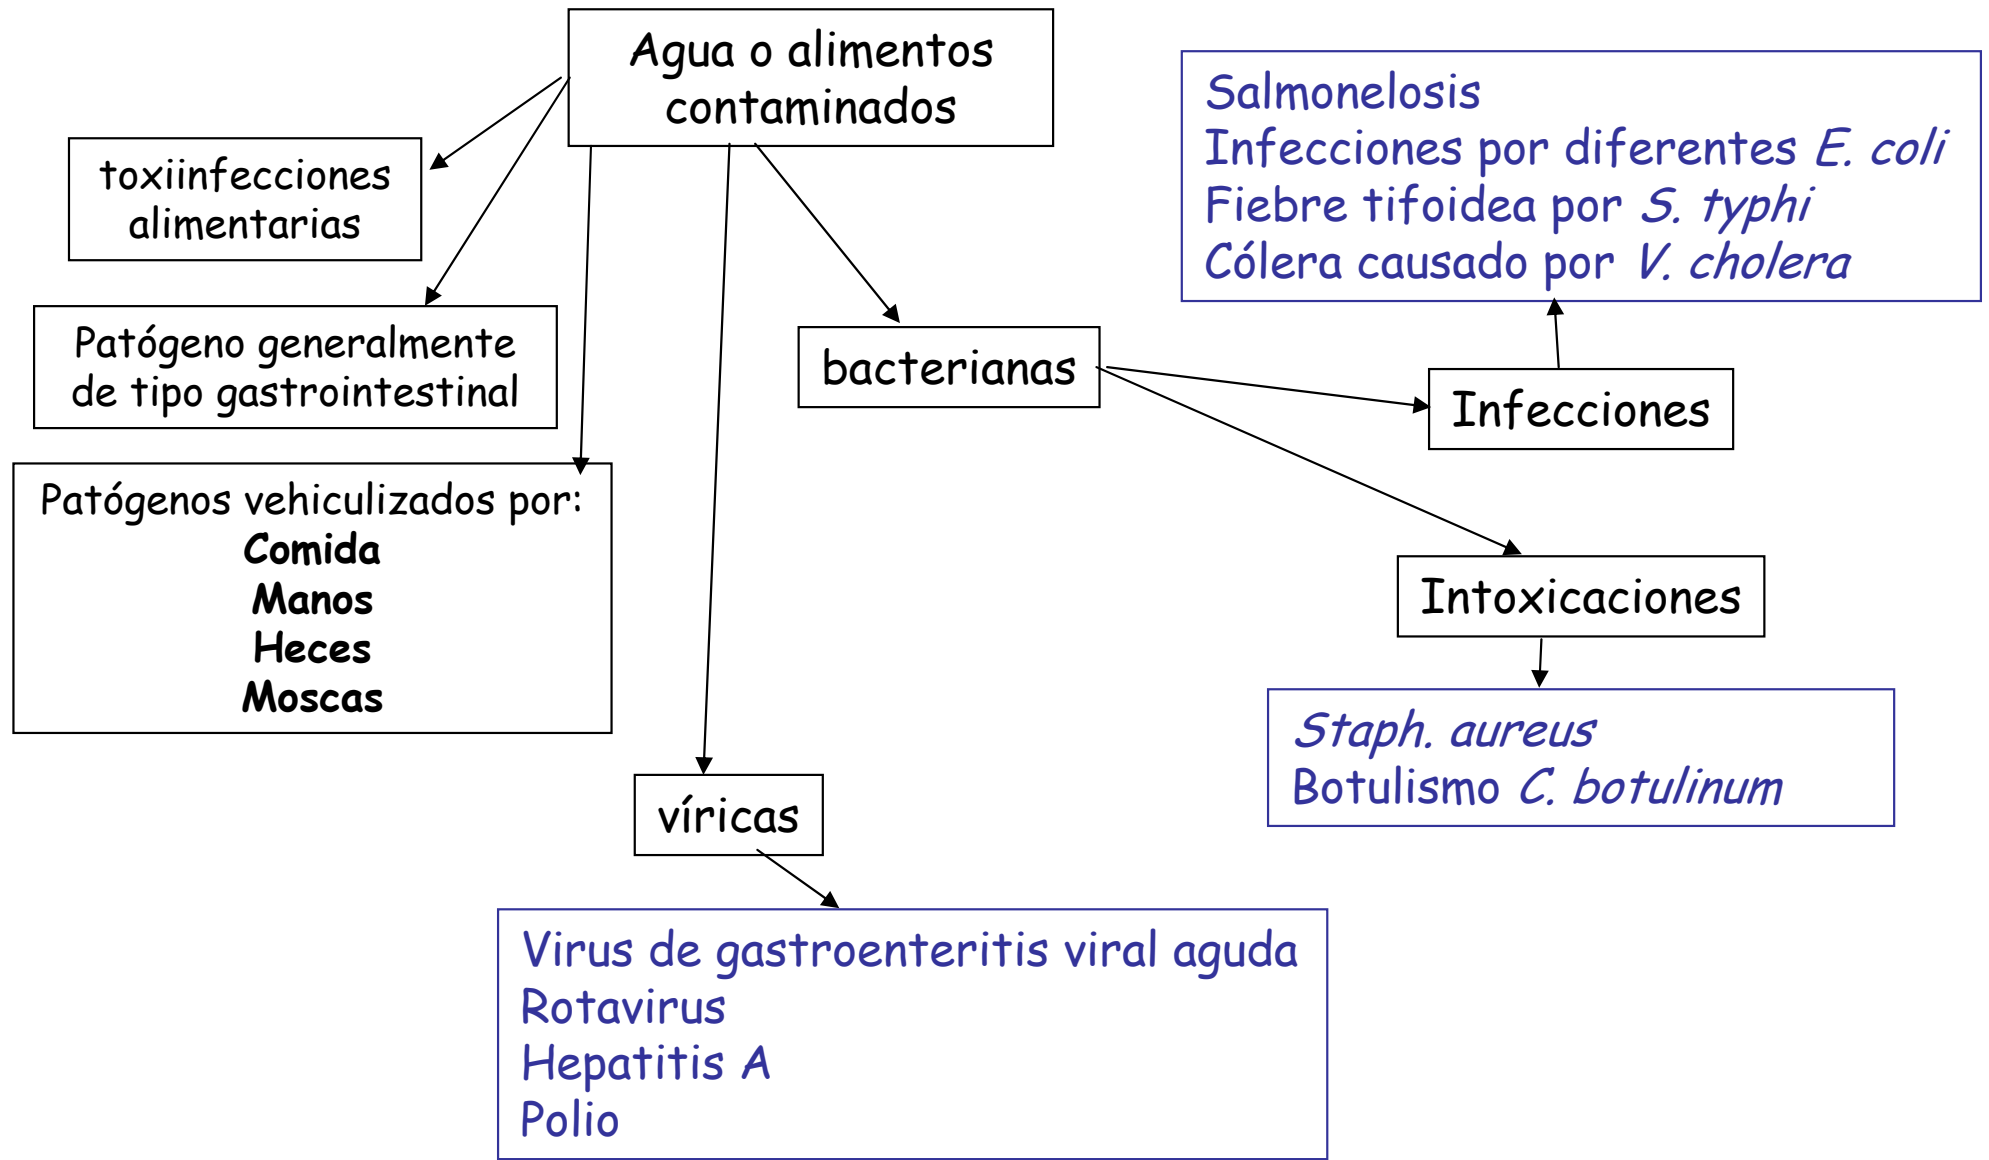 Agua o alimentos
contaminados
toxiinfecciones
alimentarias
Patógeno generalmente
de tipo gastrointestinal
Patógenos vehiculizados por:
Comida
Manos
Heces
Moscas
víricas
Virus de gastroenteritis viral aguda
Rotavirus
Hepatitis A
Polio
bacterianas
Infecciones
Salmonelosis
Infecciones por diferentes E. coli
Fiebre tifoidea por S. typhi
Cólera causado por V. cholera
Intoxicaciones
Staph. aureus
Botulismo C. botulinum